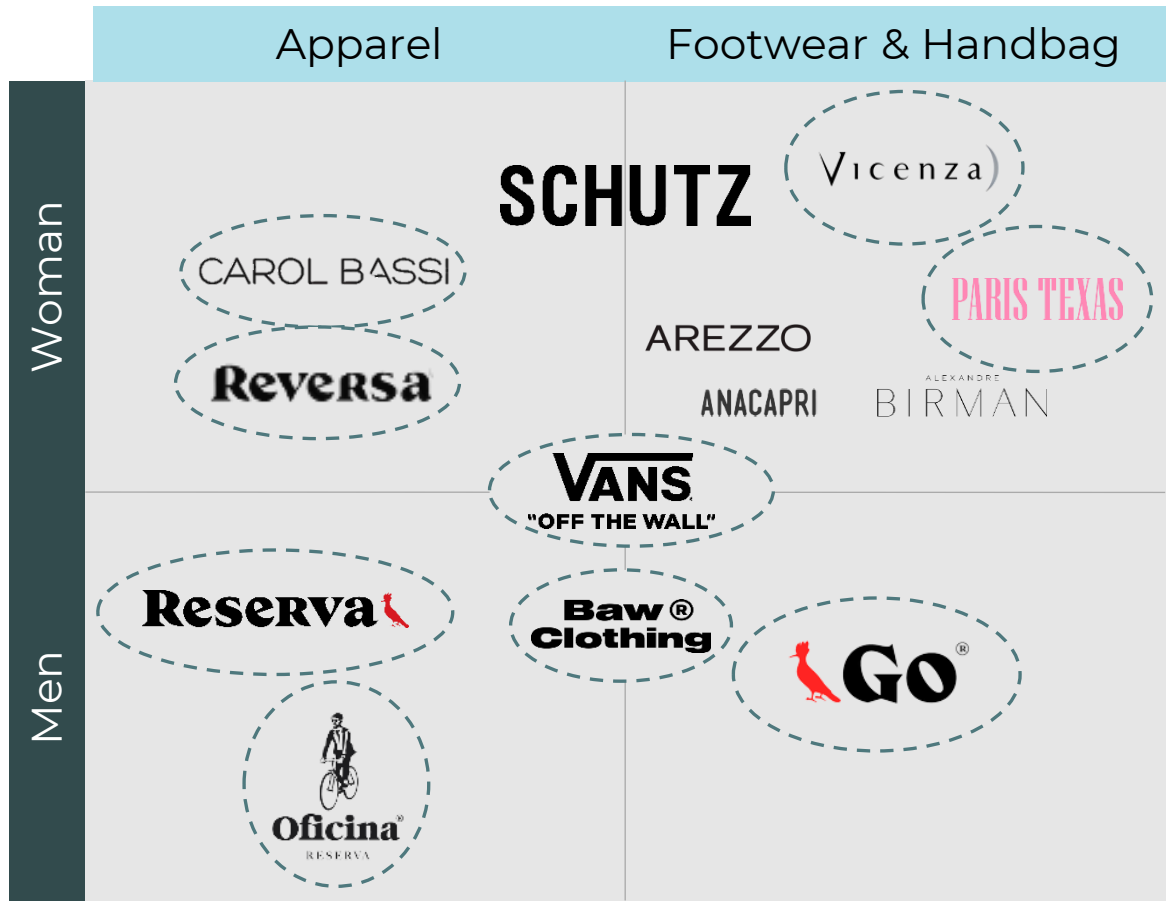 Apparel
Footwear & Handbag
Woman
SCHUTZ
Vicenza)
CAROL BASSI
PARIS TEXAS
AREZZO
Reversa
ANACAPRI
ALEXANDRE
BIRMAN
VANS
"OFF THE WALL"
Men
Reserva
Baw ®
Clothing
Go®
Oficina®
RESERVA